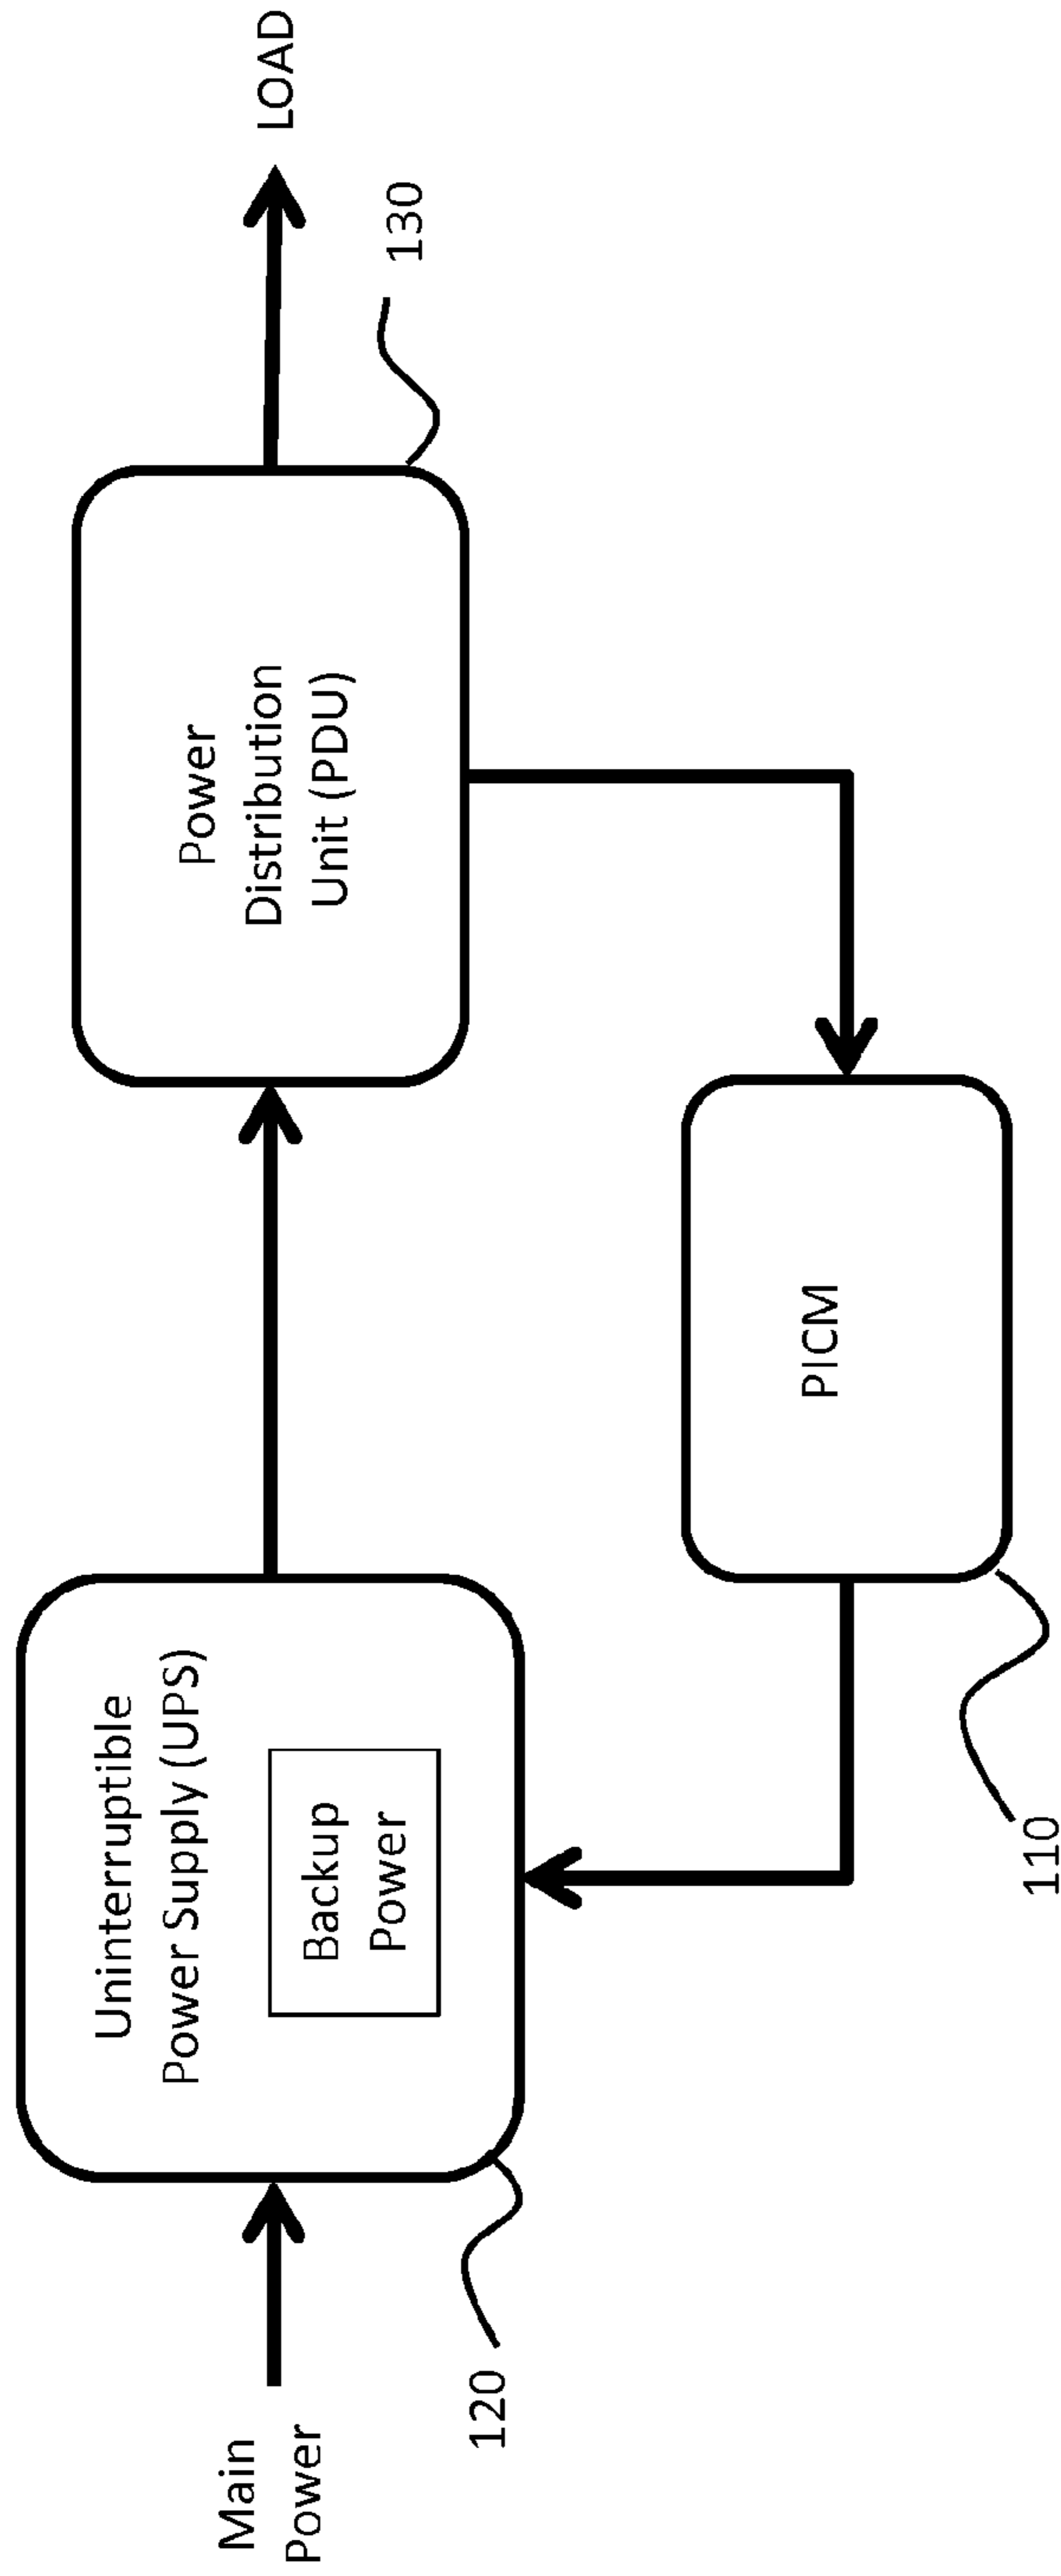 Main
Power
120
Uninterruptible
Power Supply (UPS)
Backup
Power
Power
Distribution
Unit (PDU)
130
LOAD
PICM
110